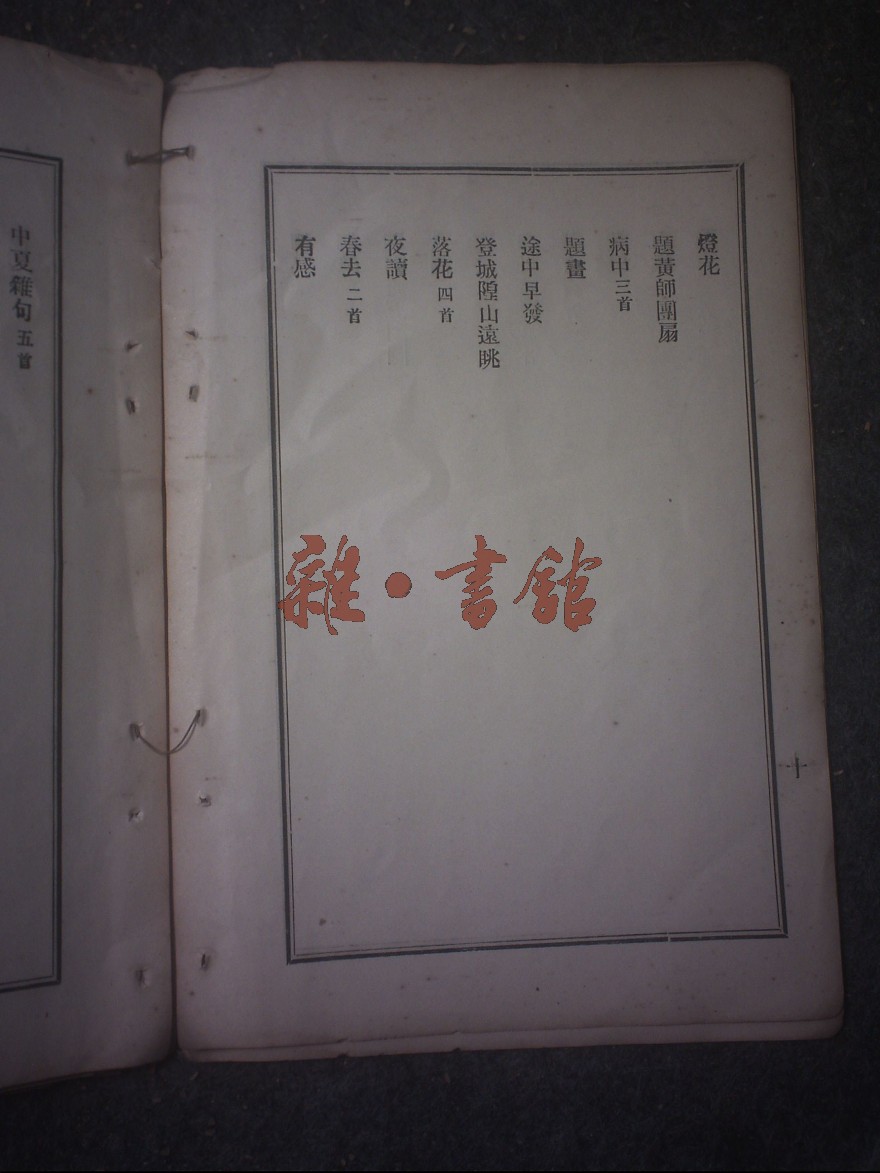 燈花
題黃師團扇
病中三首
題畫
途中早發
登城隍山遠眺
落花四首
夜讀
春去二首
有感
十
中夏雜句五首
雜·書館